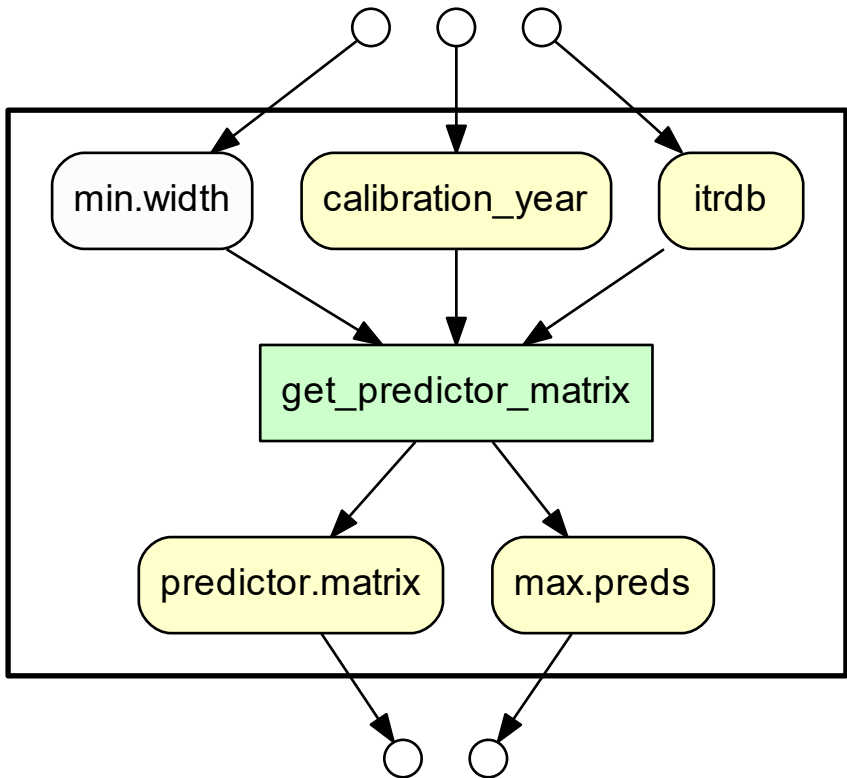 min.width
calibration_year
itrdb
get_predictor_matrix
predictor.matrix
max.preds